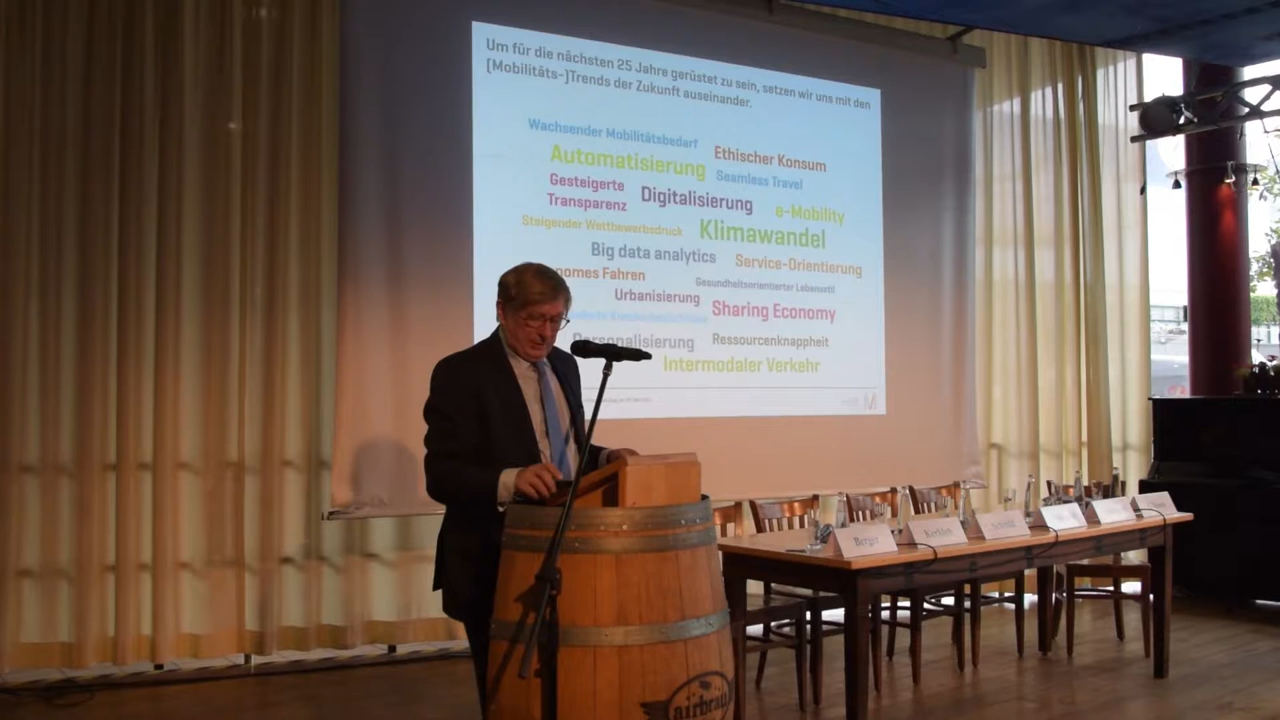 Um für die nächsten 25 Jahre gerüstet zu sein, setzen wir uns mit den
(Mobilitäts-)Trends der Zukunft auseinander.
Wachsender Mobilitätsbedarf
Ethischer Konsum
Automatisierung
Seamless Travel
Gesteigerte
Transparenz
Digitalisierung
e-Mobility
Steigender Wettbewerbsdruck
Klimawandel
Big data analytics
Service-Orientierung
nomes Fahren
Gesundheitsorientierter Lebensstil
Urbanisierung
Sharing Economy
Personalisierung
Ressourcenknappheit
Intermodaler Verkehr
M
Berger
airbräu